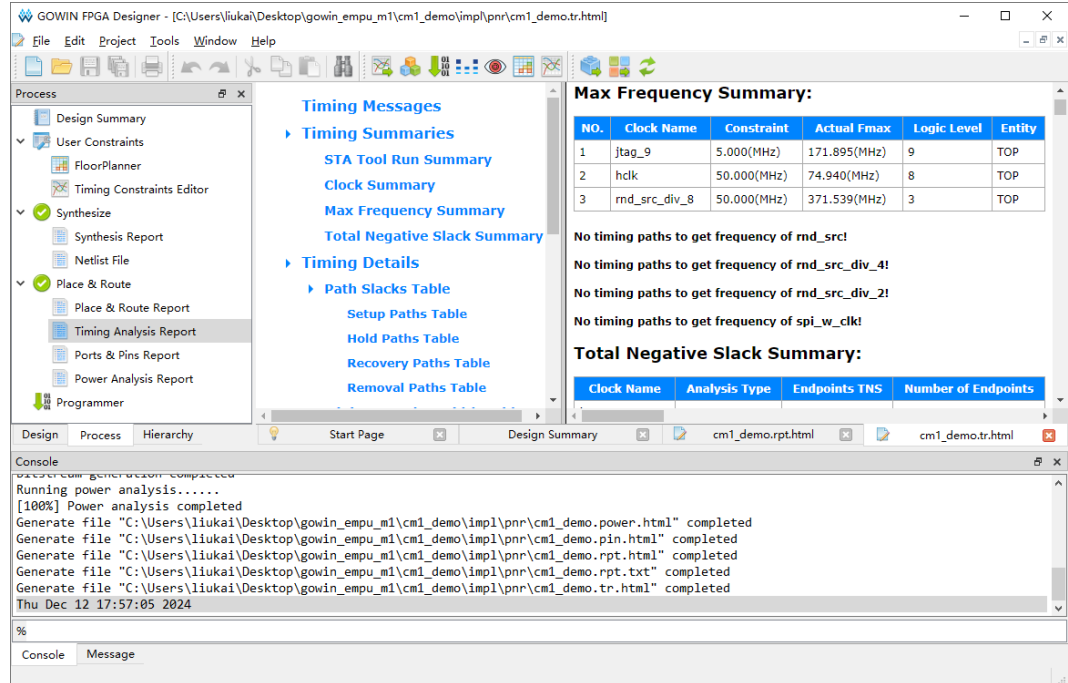 GOWIN FPGA Designer - [C:\Users\liukai\Desktop\gowin_empu_m1\cm1_demo\impl\pnr\cm1_demo.tr.html]
File Edit Project Tools Window Help
Process
Design Summary
User Constraints
FloorPlanner
Timing Constraints Editor
Synthesize
Synthesis Report
Netlist File
Place & Route
Place & Route Report
Timing Analysis Report
Ports & Pins Report
Power Analysis Report
Programmer
Design Process Hierarchy
Timing Messages
Timing Summaries
STA Tool Run Summary
Clock Summary
Max Frequency Summary
Total Negative Slack Summary
Timing Details
Path Slacks Table
Setup Paths Table
Hold Paths Table
Recovery Paths Table
Removal Paths Table
Max Frequency Summary:
NO. Clock Name Constraint Actual Fmax Logic Level Entity
1 jtag_9 5.000(MHz) 171.895(MHz) 9 TOP
2 hclk 50.000(MHz) 74.940(MHz) 8 TOP
3 rnd_src_div_8 50.000(MHz) 371.539(MHz) 3 TOP
No timing paths to get frequency of rnd_src!
No timing paths to get frequency of rnd_src_div_4!
No timing paths to get frequency of rnd_src_div_2!
No timing paths to get frequency of spi_w_clk!
Total Negative Slack Summary:
Clock Name Analysis Type Endpoints TNS Number of Endpoints
Start Page Design Summary cm1_demo.rpt.html cm1_demo.tr.html
Console
Bitstream generation completed
Running power analysis......
[100%] Power analysis completed
Generate file "C:\Users\liukai\Desktop\gowin_empu_m1\cm1_demo\impl\pnr\cm1_demo.power.html" completed
Generate file "C:\Users\liukai\Desktop\gowin_empu_m1\cm1_demo\impl\pnr\cm1_demo.pin.html" completed
Generate file "C:\Users\liukai\Desktop\gowin_empu_m1\cm1_demo\impl\pnr\cm1_demo.rpt.html" completed
Generate file "C:\Users\liukai\Desktop\gowin_empu_m1\cm1_demo\impl\pnr\cm1_demo.rpt.txt" completed
Generate file "C:\Users\liukai\Desktop\gowin_empu_m1\cm1_demo\impl\pnr\cm1_demo.tr.html" completed
Thu Dec 12 17:57:05 2024
%
Console Message